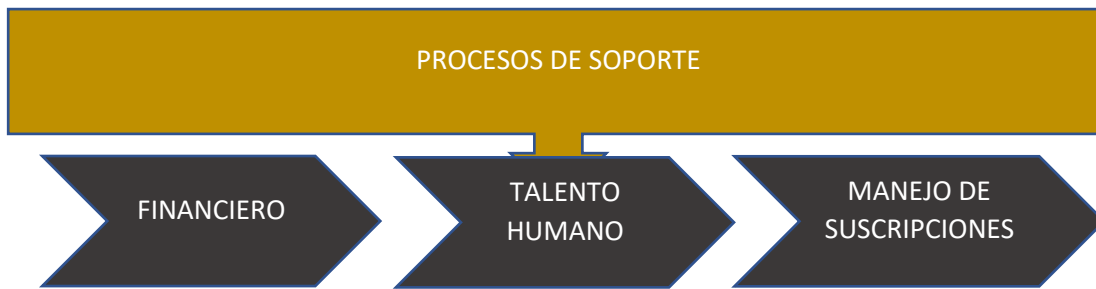 PROCESOS DE SOPORTE
FINANCIERO
TALENTO
HUMANO
MANEJO DE
SUSCRIPCIONES